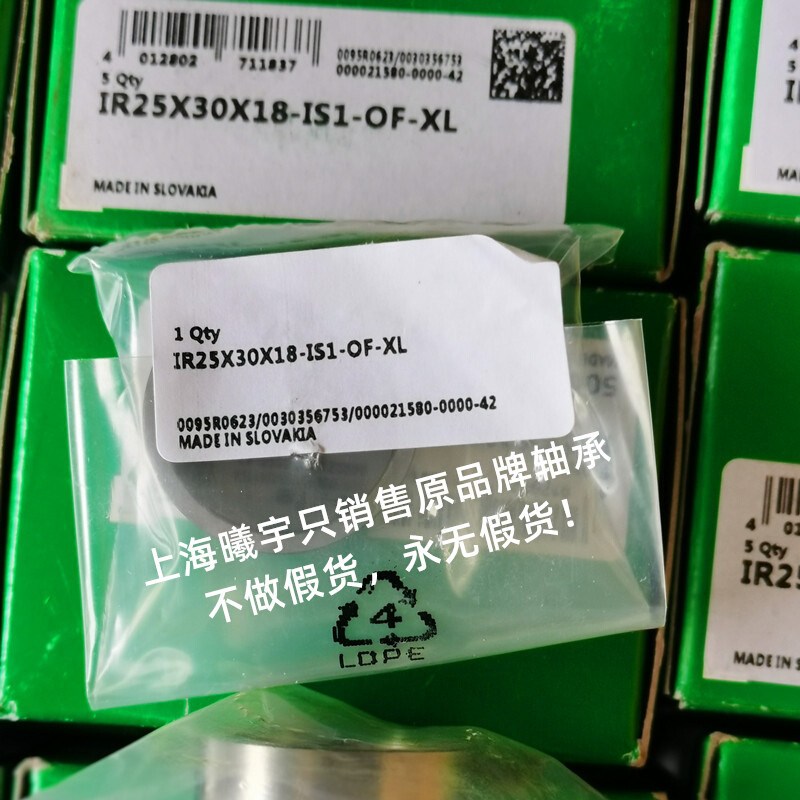 4 012802 711837
0095R0623/0030356753
000021580-0000-42
5 Qty
IR25X30X18-IS1-OF-XL
MADE IN SLOVAKIA
1 Qty
IR25X30X18-IS1-OF-XL
0095R0623/0030356753/000021580-0000-42
MADE IN SLOVAKIA
上海曦宇只销售原品牌轴承
不做假货，永无假货！
4
LDPE
4
5 Qty
IR25
MADE IN S